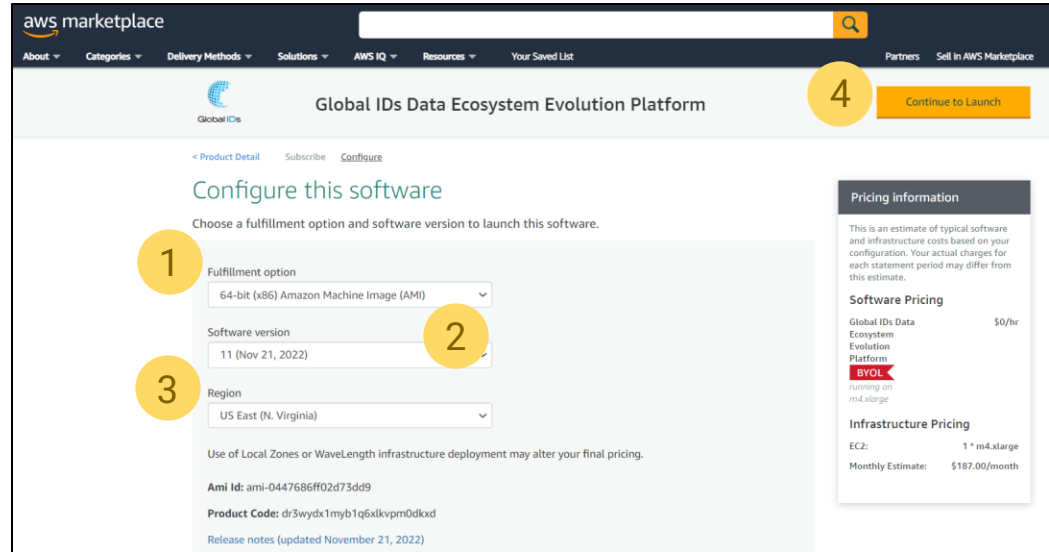 aws marketplace
About Categories Delivery Methods Solutions AWS IQ Resources Your Saved List Partners Sell in AWS Marketplace
Global IDs
Global IDs Data Ecosystem Evolution Platform
4
Continue to Launch
< Product Detail Subscribe Configure
Configure this software
Choose a fulfillment option and software version to launch this software.
1
Fulfillment option
64-bit (x86) Amazon Machine Image (AMI)
2
Software version
11 (Nov 21, 2022)
3
Region
US East (N. Virginia)
Use of Local Zones or WaveLength infrastructure deployment may alter your final pricing.
Ami Id: ami-0447686ff02d73dd9
Product Code: dr3wydx1myb1q6xlkvpm0dkxd
Release notes (updated November 21, 2022)
Pricing information
This is an estimate of typical software
and infrastructure costs based on your
configuration. Your actual charges for
each statement period may differ from
this estimate.
Software Pricing
Global IDs Data $0/hr
Ecosystem
Evolution
Platform
BYOL
running on
m4.xlarge
Infrastructure Pricing
EC2: 1 * m4.xlarge
Monthly Estimate: $187.00/month